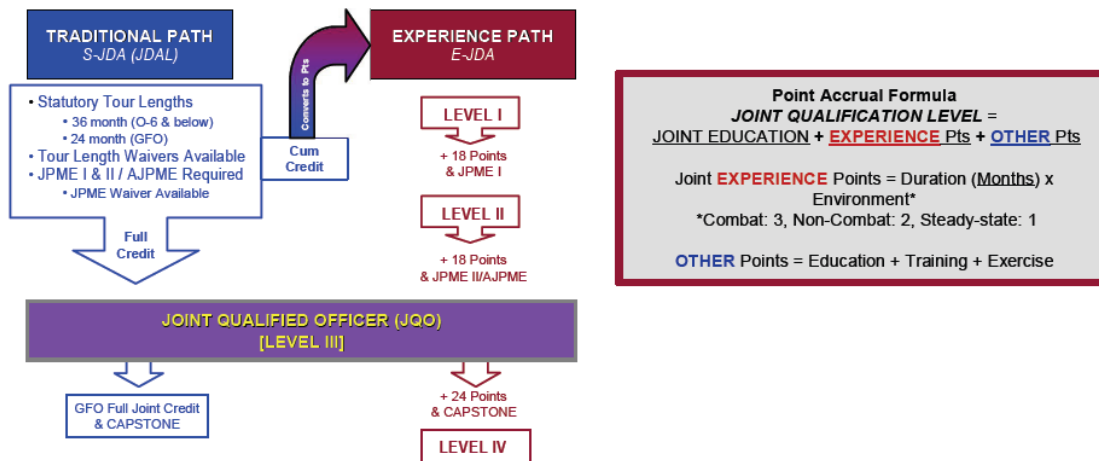 TRADITIONAL PATH
S-JDA (JDAL)
• Statutory Tour Lengths
• 36 month (O-6 & below)
• 24 month (GFO)
• Tour Length Waivers Available
• JPME I & II / AJPME Required
• JPME Waiver Available
Full
Credit
Cum
Credit
Converts to Pts
EXPERIENCE PATH
E-JDA
LEVEL I
+ 18 Points
& JPME I
LEVEL II
+ 18 Points
& JPME II/AJPME
JOINT QUALIFIED OFFICER (JQO)
[LEVEL III]
GFO Full Joint Credit
& CAPSTONE
+ 24 Points
& CAPSTONE
LEVEL IV
Point Accrual Formula
JOINT QUALIFICATION LEVEL =
JOINT EDUCATION + EXPERIENCE Pts + OTHER Pts
Joint EXPERIENCE Points = Duration (Months) x
Environment*
*Combat: 3, Non-Combat: 2, Steady-state: 1
OTHER Points = Education + Training + Exercise